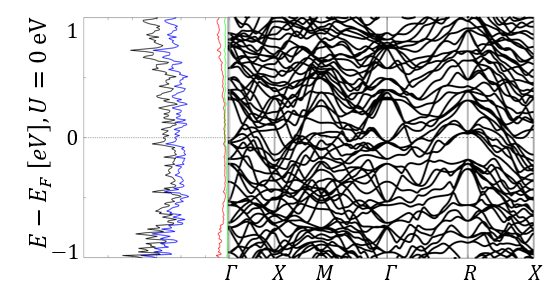 E − E_F [eV], U = 0 eV
1
0
−1
Γ X M Γ R X